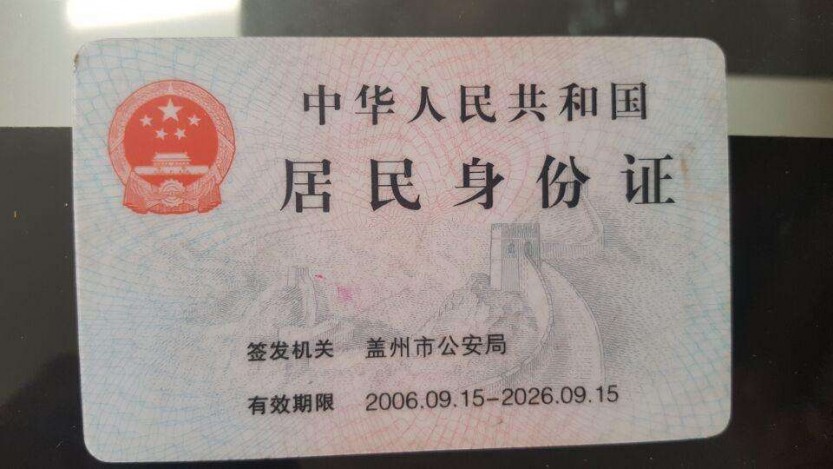 中华人民共和国
居民身份证
签发机关 盖州市公安局
有效期限 2006.09.15-2026.09.15